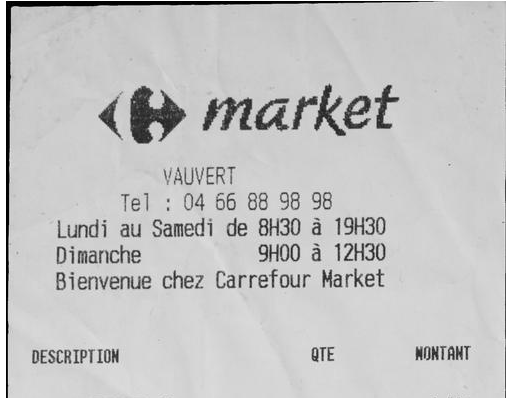 market
VAUVERT
Tel : 04 66 88 98 98
Lundi au Samedi de 8H30 à 19H30
Dimanche 9H00 à 12H30
Bienvenue chez Carrefour Market
DESCRIPTION QTE MONTANT